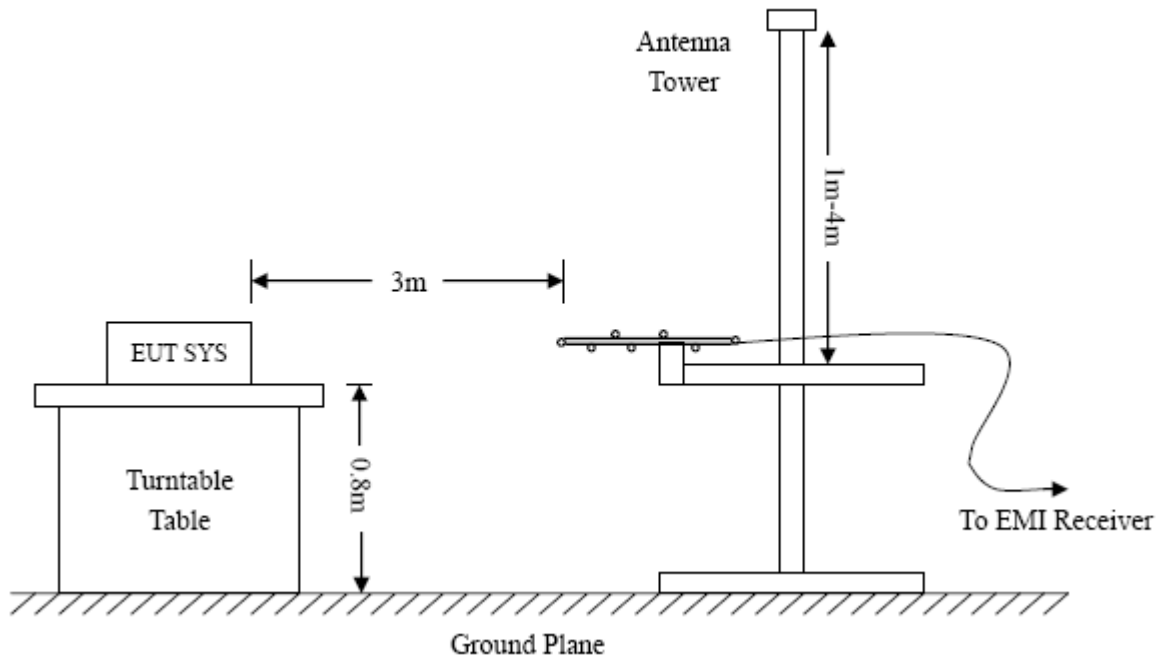 Antenna
Tower
1m-4m
3m
EUT SYS
0.8m
Turntable
Table
To EMI Receiver
Ground Plane